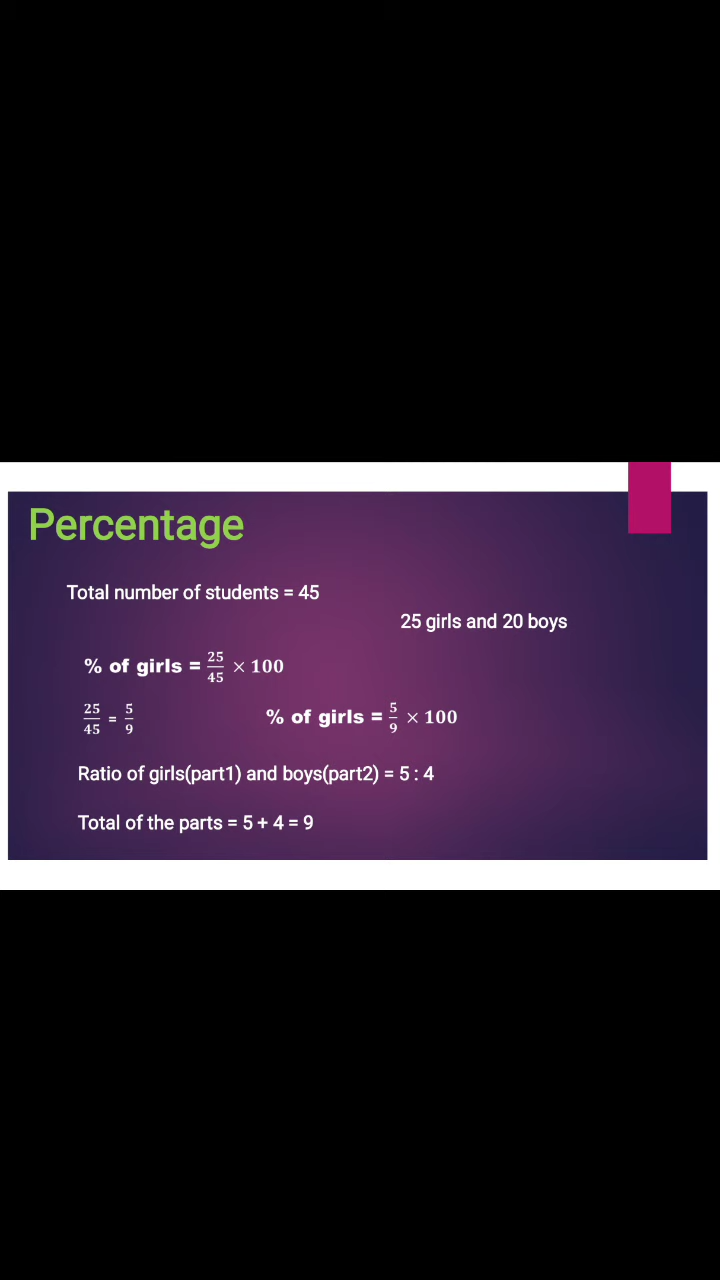 Percentage
Total number of students = 45
25 girls and 20 boys
% of girls = 25/45 × 100
25/45 = 5/9
% of girls = 5/9 × 100
Ratio of girls(part1) and boys(part2) = 5 : 4
Total of the parts = 5 + 4 = 9